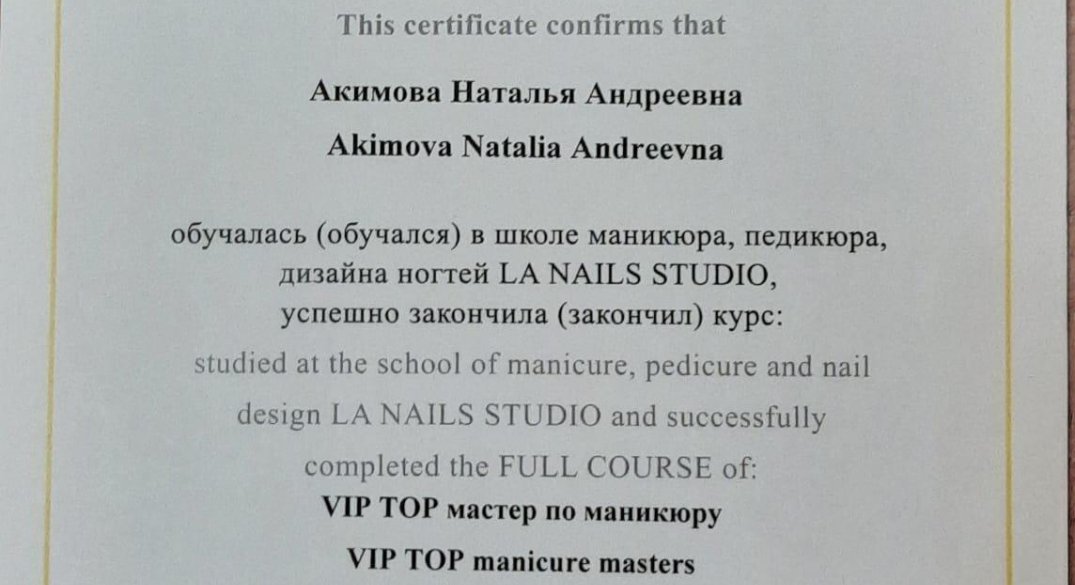 This certificate confirms that
Акимова Наталья Андреевна
Akimova Natalia Andreevna
обучалась (обучался) в школе маникюра, педикюра,
дизайна ногтей LA NAILS STUDIO,
успешно закончила (закончил) курс:
studied at the school of manicure, pedicure and nail
design LA NAILS STUDIO and successfully
completed the FULL COURSE of:
VIP TOP мастер по маникюру
VIP TOP manicure masters